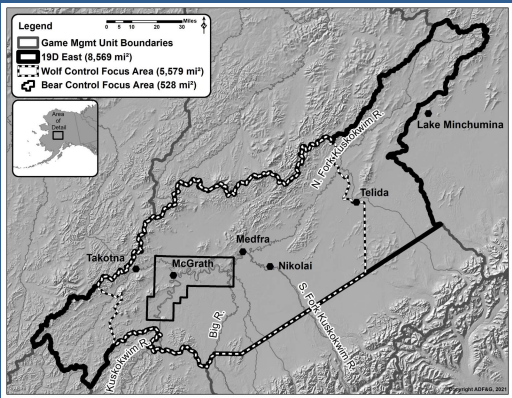 Legend
Miles
0 5 10 20 30
Game Mgmt Unit Boundaries
19D East (8,569 mi²)
Wolf Control Focus Area (5,579 mi²)
Bear Control Focus Area (528 mi²)
Area
of
Detail
Lake Minchumina
N. Fork Kuskokwim R.
Telida
Medfra
Takotna
McGrath
Nikolai
Big R.
S. Fork Kuskokwim R.
Kuskokwim R.
Copyright ADF&G, 2021